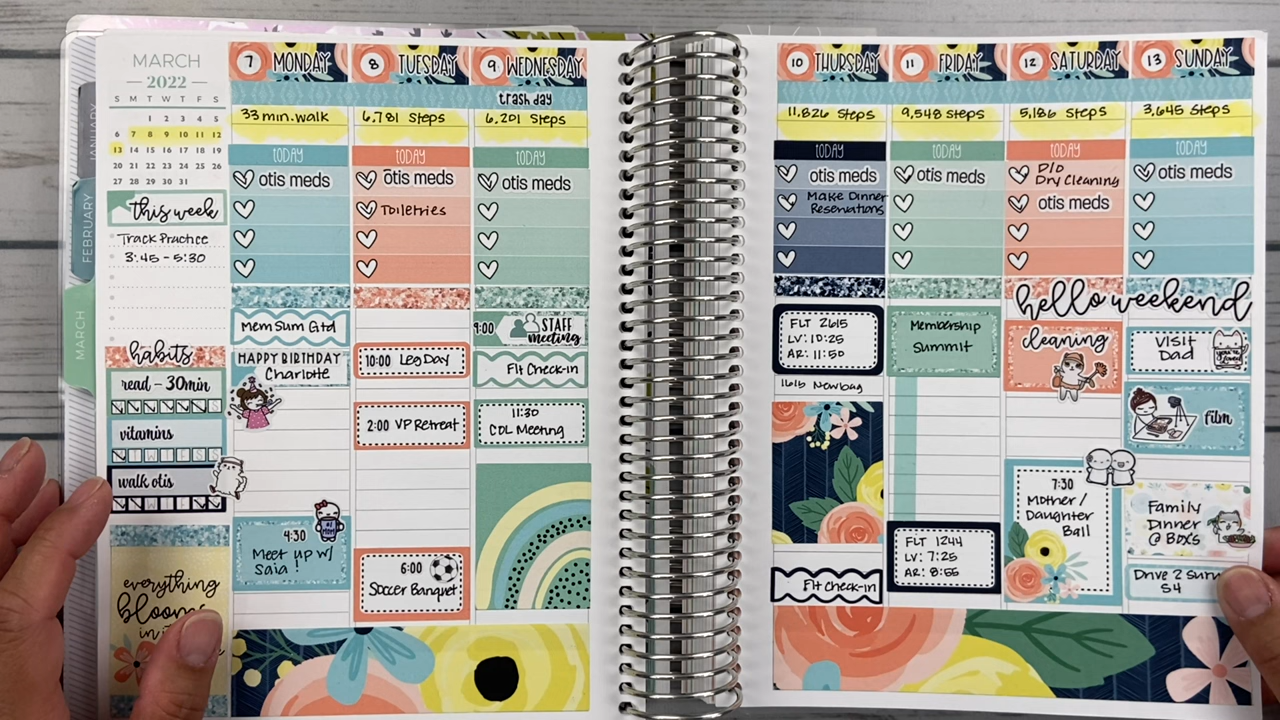 MARCH
2022
S M T W T F S
1 2 3 4 5
6 7 8 9 10 11 12
13 14 15 16 17 18 19
20 21 22 23 24 25 26
27 28 29 30 31
JANUARY
FEBRUARY
MARCH
this week
Track Practice
3:45 - 5:30
habits
read - 30min
vitamins
walk otis
everything
blooms
in
7 MONDAY
33 min. walk
TODAY
otis meds
Mem Sum Gtd
HAPPY BIRTHDAY
Charlotte
4:30
Meet up w/
Saia!
8 TUESDAY
6,781 Steps
TODAY
otis meds
Toiletries
10:00 Leg Day
2:00 VP Retreat
6:00
Soccer Banquet
9 WEDNESDAY
trash day
6,201 Steps
TODAY
otis meds
9:00 STAFF
meeting
Flt Check-in
11:30
CDL Meeting
10 THURSDAY
11,826 Steps
TODAY
otis meds
Make Dinner
Reservations
FLT 2615
LV: 10:25
AR: 11:50
1615 Newbag
Flt Check-in
11 FRIDAY
9,548 Steps
TODAY
otis meds
Membership
Summit
FLT 1244
LV: 7:25
AR: 8:55
12 SATURDAY
5,186 Steps
TODAY
P/O
Dry Cleaning
otis meds
hello weekend
cleaning
7:30
Mother/
Daughter
Ball
13 SUNDAY
3,645 Steps
TODAY
otis meds
Visit
Dad
Film
Family
Dinner
@ BDXS
Drive 2
S4